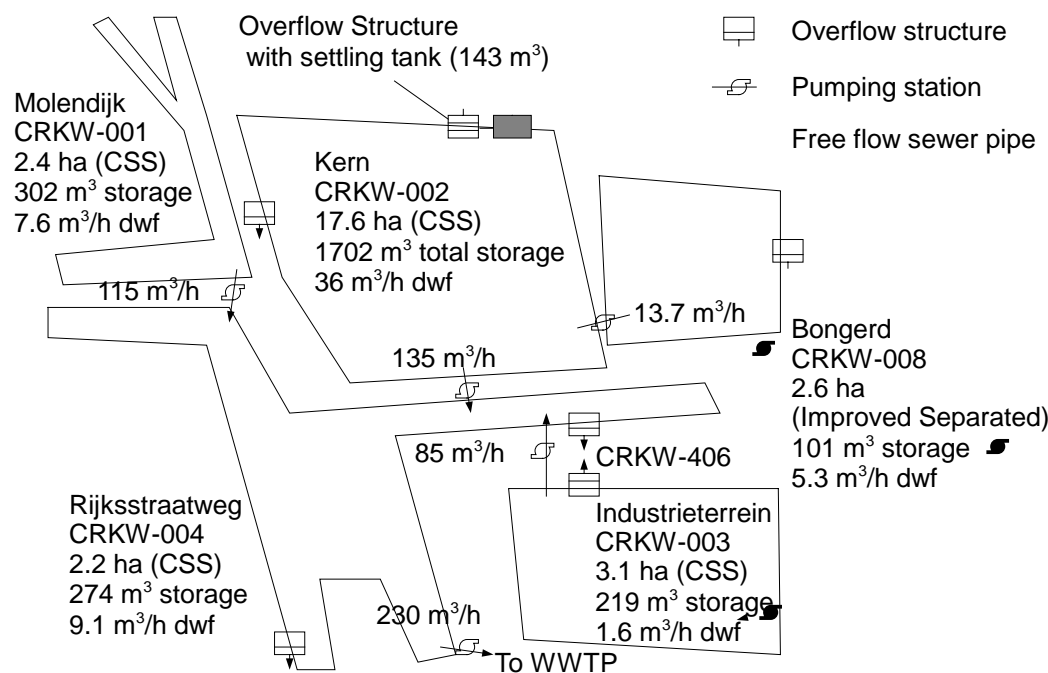 Overflow Structure
with settling tank (143 m³)
Overflow structure
Pumping station
Free flow sewer pipe
Molendijk
CRKW-001
2.4 ha (CSS)
302 m³ storage
7.6 m³/h dwf
Kern
CRKW-002
17.6 ha (CSS)
1702 m³ total storage
36 m³/h dwf
115 m³/h
13.7 m³/h
135 m³/h
Bongerd
CRKW-008
2.6 ha
(Improved Separated)
101 m³ storage
5.3 m³/h dwf
85 m³/h
CRKW-406
Rijksstraatweg
CRKW-004
2.2 ha (CSS)
274 m³ storage
9.1 m³/h dwf
Industrieterrein
CRKW-003
3.1 ha (CSS)
219 m³ storage
1.6 m³/h dwf
230 m³/h
To WWTP